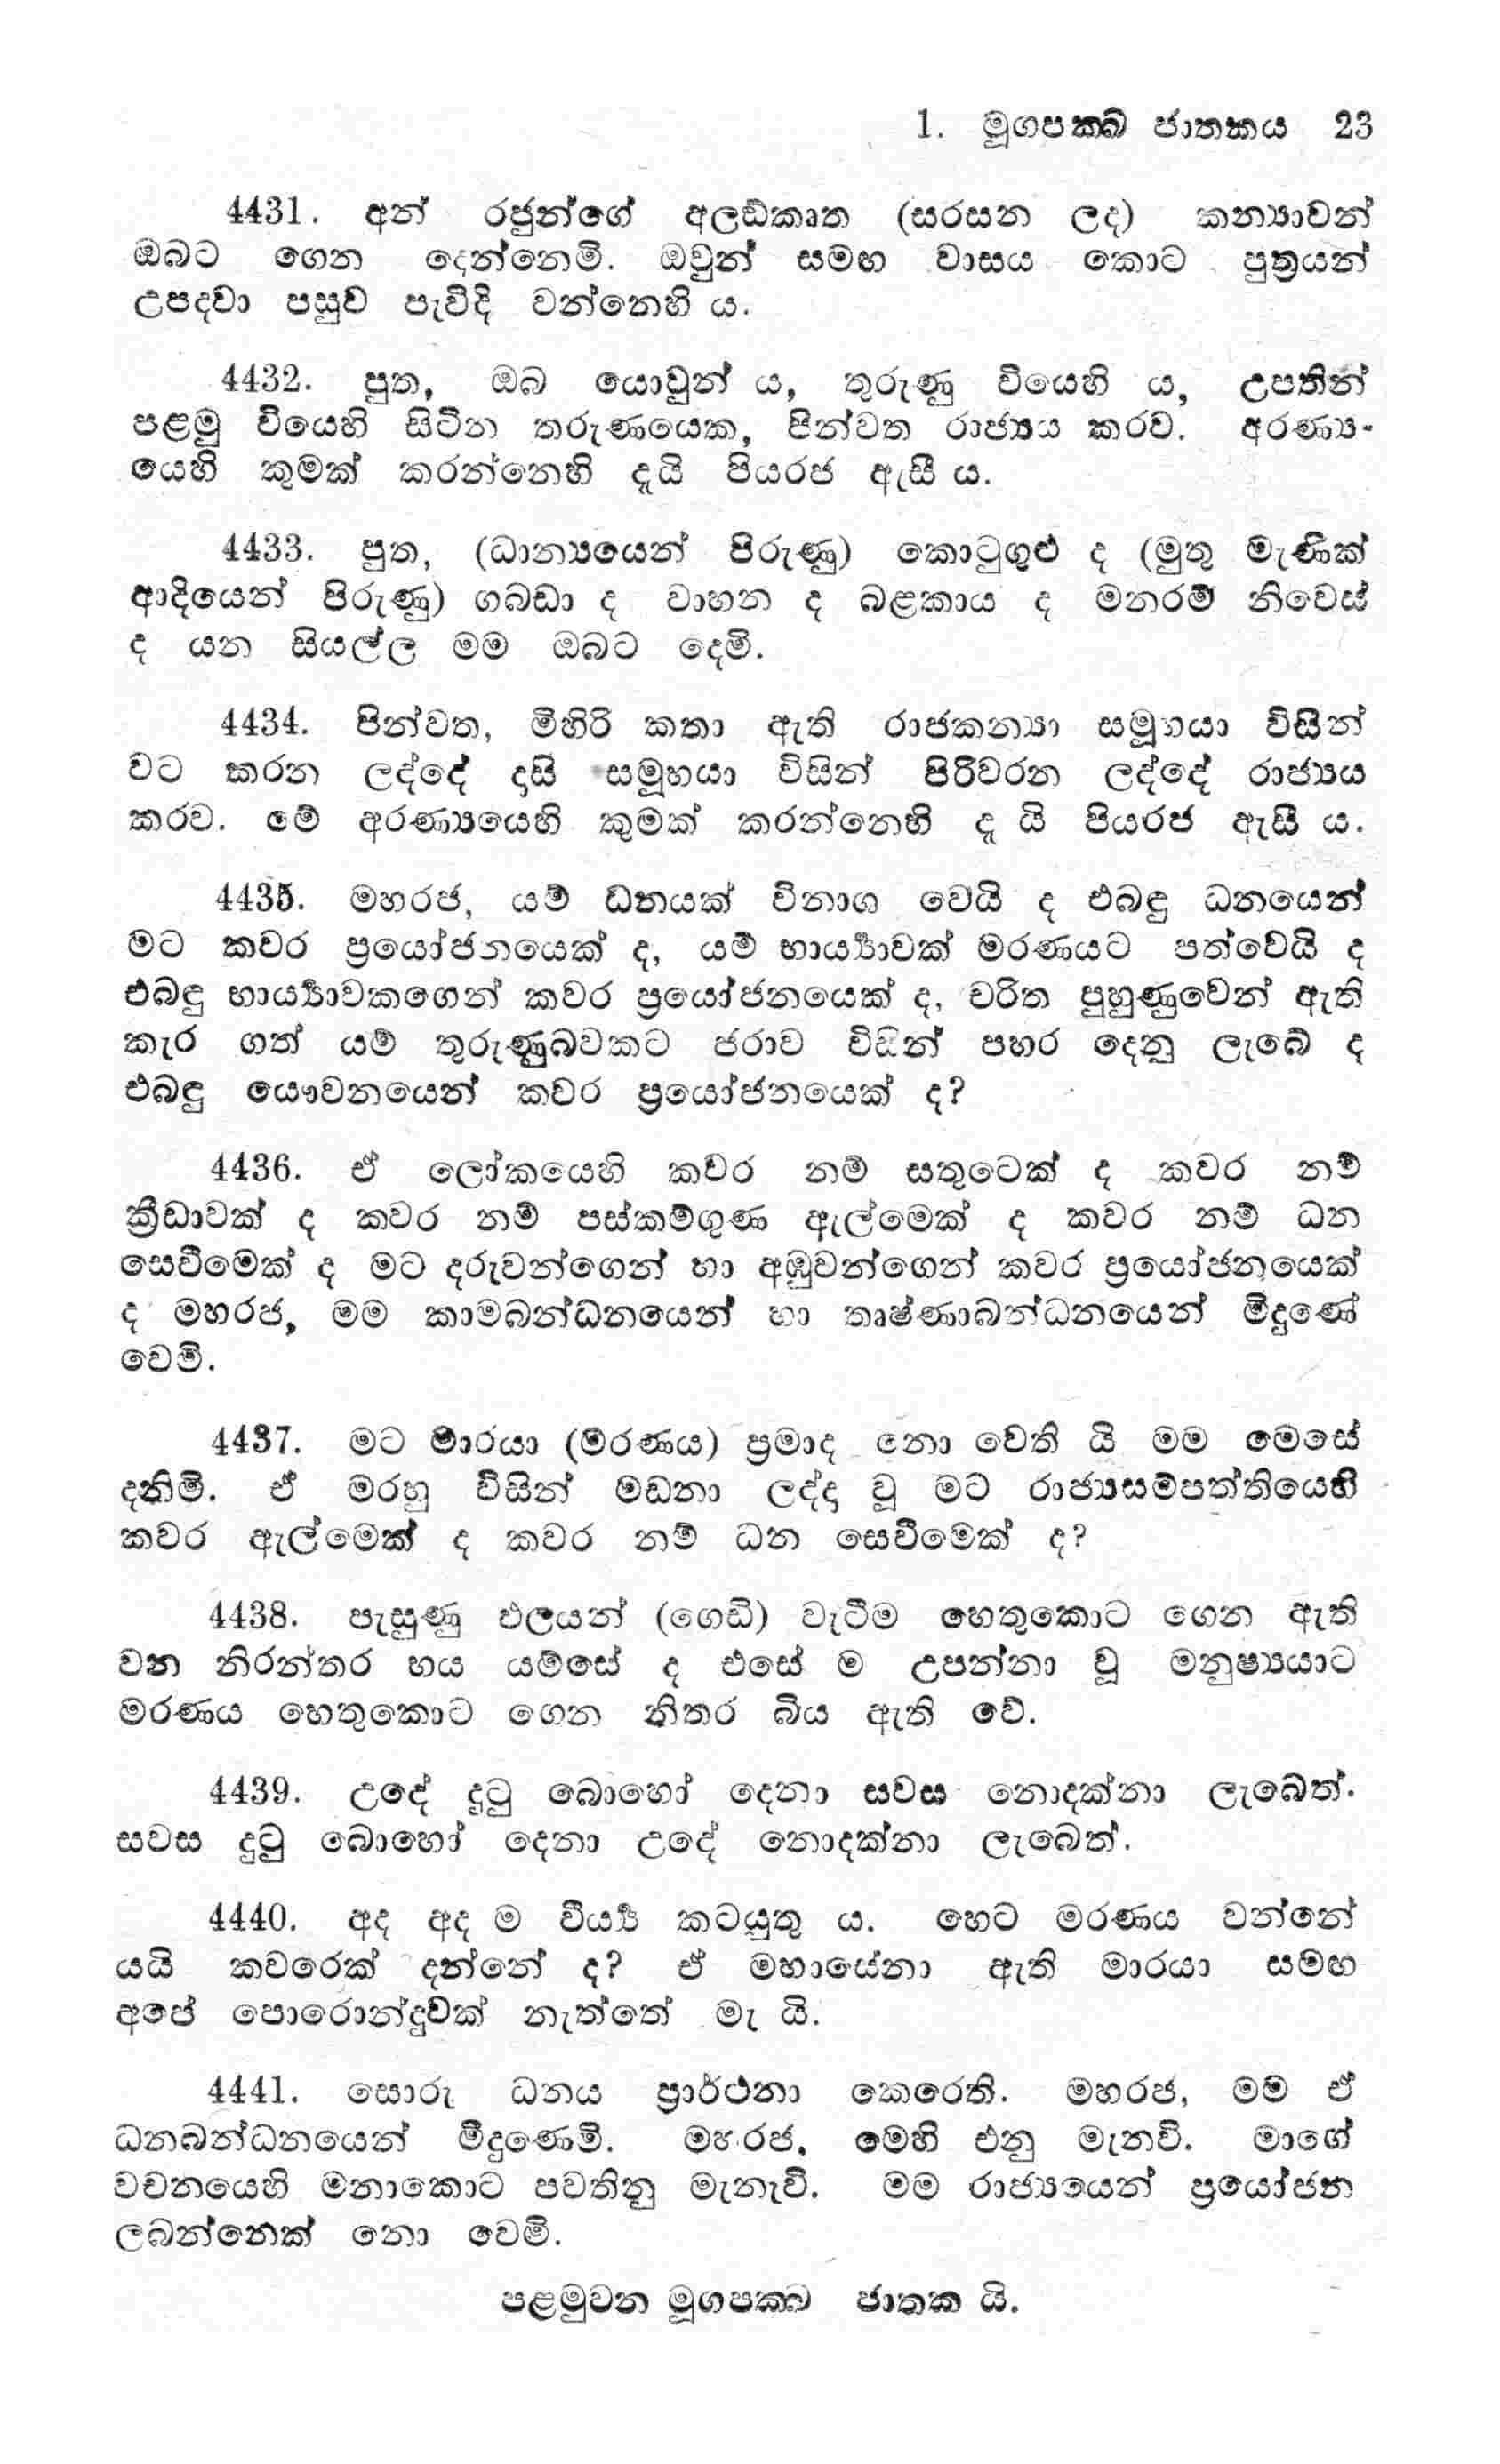 1. මූගපක්ඛ ජාතකය 23
4431. අන් රජුන්ගේ අලඞ්කෘත (සරසන ලද) කන්‍යාවන්
ඔබට ගෙන දෙන්නෙමි. ඔවුන් සමඟ වාසය කොට පුත්‍රයන්
උපදවා පසුව පැවිදි වන්නෙහි ය.
4432. පුත, ඔබ යොවුන් ය, තුරුණු වියෙහි ය, උපතින්
පළමු වියෙහි සිටින තරුණයෙක, පින්වත රාජ්‍යය කරව. අරණ්‍ය-
යෙහි කුමක් කරන්නෙහි දැයි පියරජ ඇසී ය.
4433. පුත, (ධාන්‍යයෙන් පිරුණු) කොටුගුළු ද (මුතු මැණික්
ආදියෙන් පිරුණු) ගබඩා ද වාහන ද බළකාය ද මනරම් නිවෙස්
ද යන සියල්ල මම ඔබට දෙමි.
4434. පින්වත, මිහිරි කතා ඇති රාජකන්‍යා සමූහයා විසින්
වට කරන ලද්දේ දාසි සමූහයා විසින් පිරිවරන ලද්දේ රාජ්‍යය
කරව. මේ අරණ්‍යයෙහි කුමක් කරන්නෙහි දැ යි පියරජ ඇසී ය.
4435. මහරජ, යම් ධනයක් විනාශ වෙයි ද එබඳු ධනයෙන්
මට කවර ප්‍රයෝජනයෙක් ද, යම් භාර්‍ය්‍යාවක් මරණයට පත්වෙයි ද
එබඳු භාර්‍ය්‍යාවකගෙන් කවර ප්‍රයෝජනයෙක් ද, චරිත පුහුණුවෙන් ඇති
කැර ගත් යම් තුරුණුබවකට ජරාව විසින් පහර දෙනු ලැබේ ද
එබඳු යෞවනයෙන් කවර ප්‍රයෝජනයෙක් ද?
4436. ඒ ලෝකයෙහි කවර නම් සතුටෙක් ද කවර නම්
ක්‍රීඩාවක් ද කවර නම් පස්කම්ගුණ ඇල්මෙක් ද කවර නම් ධන
සෙවීමෙක් ද මට දරුවන්ගෙන් හා අඹුවන්ගෙන් කවර ප්‍රයෝජනයෙක්
ද මහරජ, මම කාමබන්ධනයෙන් හා තෘෂ්ණාබන්ධනයෙන් මිදුණේ
වෙමි.
4437. මට මාරයා (මරණය) ප්‍රමාද නො වෙති යි මම මෙසේ
දනිමි. ඒ මරහු විසින් මඩනා ලද්ද වූ මට රාජ්‍යසම්පත්තියෙහි
කවර ඇල්මෙක් ද කවර නම් ධන සෙවීමෙක් ද?
4438. පැසුණු ඵලයන් (ගෙඩි) වැටීම හෙතුකොට ගෙන ඇති
වන නිරන්තර භය යම්සේ ද එසේ ම උපන්නා වූ මනුෂ්‍යයාට
මරණය හෙතුකොට ගෙන නිතර බිය ඇති වේ.
4439. උදේ දුටු බොහෝ දෙනා සවස නොදක්නා ලැබෙත්.
සවස දුටු බොහෝ දෙනා උදේ නොදක්නා ලැබෙත්.
4440. අද අද ම වීර්‍ය්‍ය කටයුතු ය. හෙට මරණය වන්නේ
යයි කවරෙක් දන්නේ ද? ඒ මහාසේනා ඇති මාරයා සමඟ
අපේ පොරොන්දුවක් නැත්තේ මැ යි.
4441. සොරු ධනය ප්‍රාර්ථනා කෙරෙති. මහරජ, මම ඒ
ධනබන්ධනයෙන් මිදුණෙමි. මහරජ, මෙහි එනු මැනවි. මාගේ
වචනයෙහි මනාකොට පවතිනු මැනැවි. මම රාජ්‍යයෙන් ප්‍රයෝජන
ලබන්නෙක් නො වෙමි.
පළමුවන මූගපක්ඛ ජාතක යි.